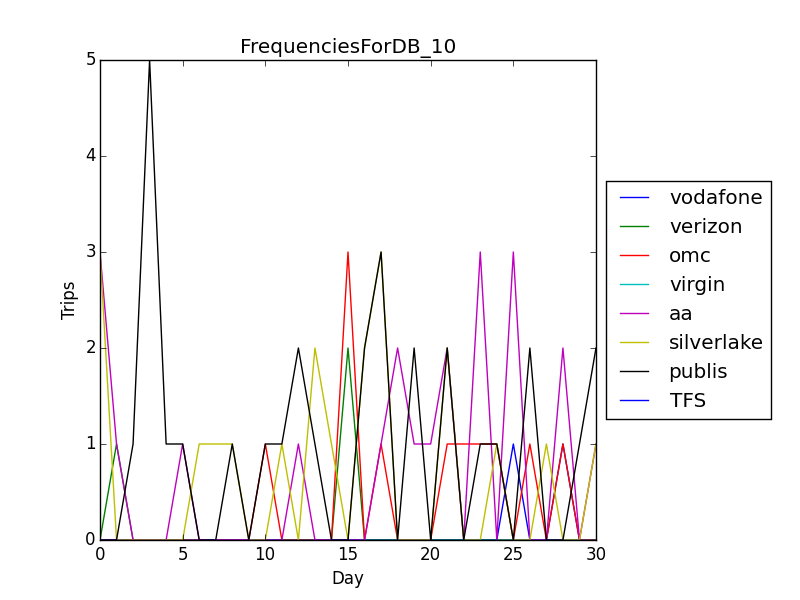 FrequenciesForDB_10
5
4
3
2
1
0
Trips
0 5 10 15 20 25 30
Day
vodafone
verizon
omc
virgin
aa
silverlake
publis
TFS